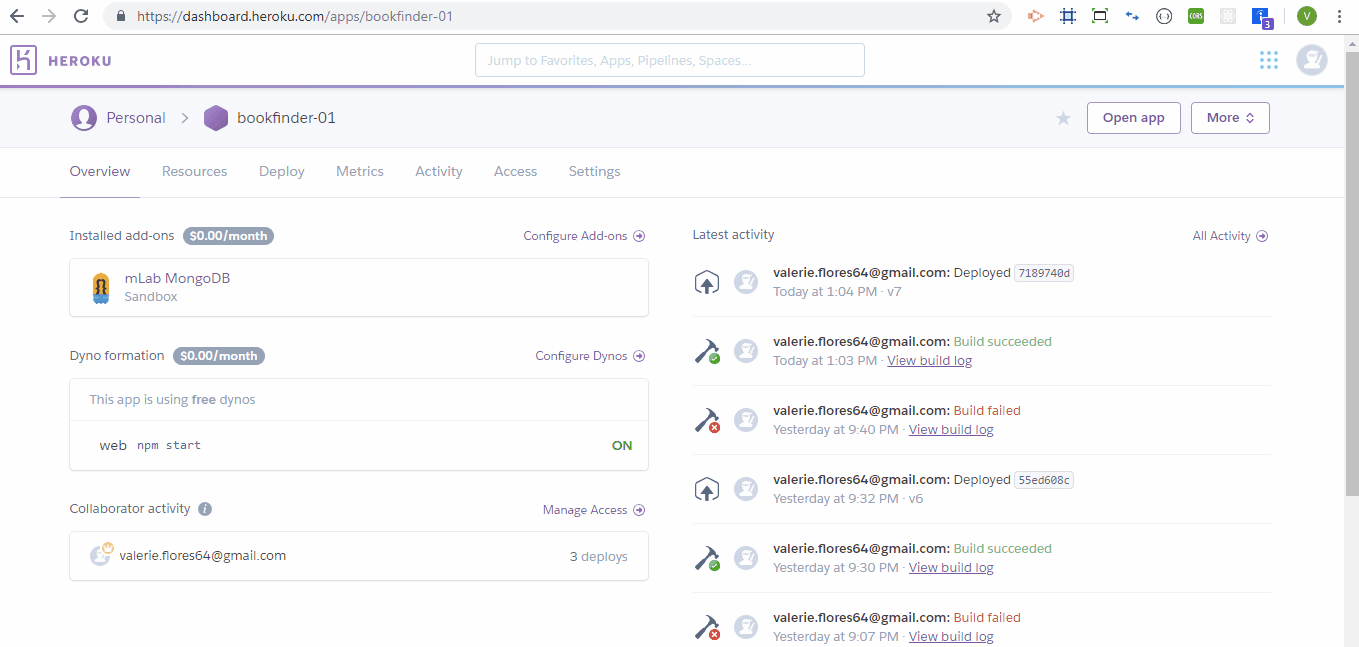 https://dashboard.heroku.com/apps/bookfinder-01
CORS
3
V
HEROKU
Jump to Favorites, Apps, Pipelines, Spaces...
Personal
bookfinder-01
Open app
More
Overview
Resources
Deploy
Metrics
Activity
Access
Settings
Installed add-ons $0.00/month
Configure Add-ons
mLab MongoDB
Sandbox
Dyno formation $0.00/month
Configure Dynos
This app is using free dynos
web npm start ON
Collaborator activity i
Manage Access
valerie.flores64@gmail.com 3 deploys
Latest activity
All Activity
valerie.flores64@gmail.com: Deployed 7189740d
Today at 1:04 PM · v7
valerie.flores64@gmail.com: Build succeeded
Today at 1:03 PM · View build log
valerie.flores64@gmail.com: Build failed
Yesterday at 9:40 PM · View build log
valerie.flores64@gmail.com: Deployed 55ed608c
Yesterday at 9:32 PM · v6
valerie.flores64@gmail.com: Build succeeded
Yesterday at 9:30 PM · View build log
valerie.flores64@gmail.com: Build failed
Yesterday at 9:07 PM · View build log